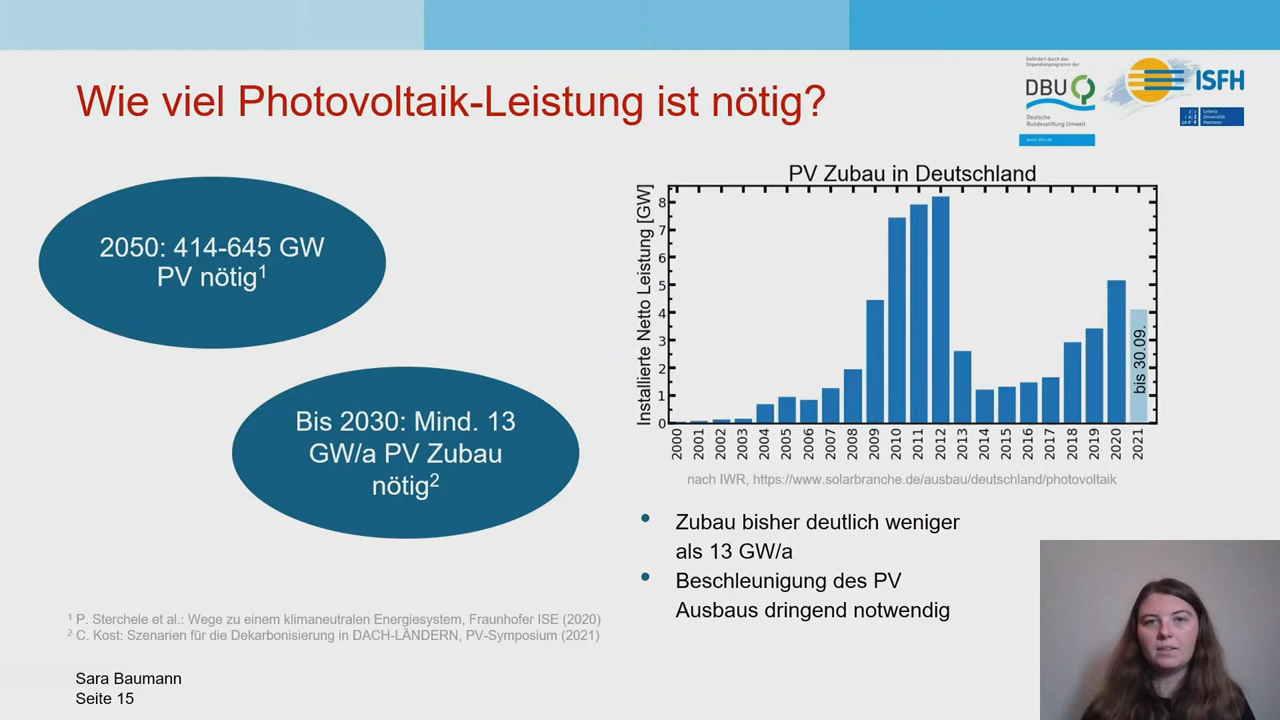 Wie viel Photovoltaik-Leistung ist nötig?
Gefördert durch das
Stipendienprogramm der
DBU
Deutsche
Bundesstiftung Umwelt
www.dbu.de
ISFH
Leibniz
Universität
Hannover
2050: 414-645 GW
PV nötig¹
Bis 2030: Mind. 13
GW/a PV Zubau
nötig²
PV Zubau in Deutschland
Installierte Netto Leistung [GW]
8
7
6
5
4
3
2
1
0
bis 30.09.
2000 2001 2002 2003 2004 2005 2006 2007 2008 2009 2010 2011 2012 2013 2014 2015 2016 2017 2018 2019 2020 2021
nach IWR, https://www.solarbranche.de/ausbau/deutschland/photovoltaik
• Zubau bisher deutlich weniger
als 13 GW/a
• Beschleunigung des PV
Ausbaus dringend notwendig
¹ P. Sterchele et al.: Wege zu einem klimaneutralen Energiesystem, Fraunhofer ISE (2020)
² C. Kost: Szenarien für die Dekarbonisierung in DACH-LÄNDERN, PV-Symposium (2021)
Sara Baumann
Seite 15